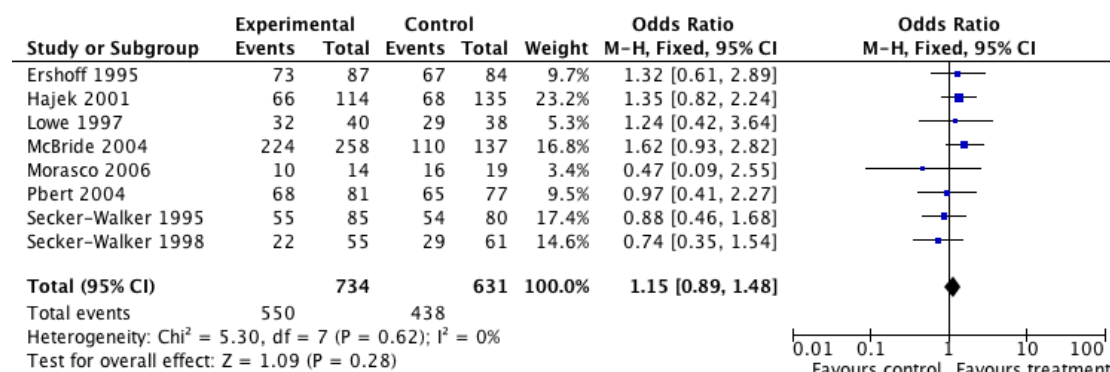 Experimental Control Odds Ratio Odds Ratio
Study or Subgroup Events Total Events Total Weight M-H, Fixed, 95% CI M-H, Fixed, 95% CI
Ershoff 1995 73 87 67 84 9.7% 1.32 [0.61, 2.89]
Hajek 2001 66 114 68 135 23.2% 1.35 [0.82, 2.24]
Lowe 1997 32 40 29 38 5.3% 1.24 [0.42, 3.64]
McBride 2004 224 258 110 137 16.8% 1.62 [0.93, 2.82]
Morasco 2006 10 14 16 19 3.4% 0.47 [0.09, 2.55]
Pbert 2004 68 81 65 77 9.5% 0.97 [0.41, 2.27]
Secker-Walker 1995 55 85 54 80 17.4% 0.88 [0.46, 1.68]
Secker-Walker 1998 22 55 29 61 14.6% 0.74 [0.35, 1.54]
Total (95% CI) 734 631 100.0% 1.15 [0.89, 1.48]
Total events 550 438
Heterogeneity: Chi² = 5.30, df = 7 (P = 0.62); I² = 0%
Test for overall effect: Z = 1.09 (P = 0.28)
0.01 0.1 1 10 100
Favours control Favours treatment